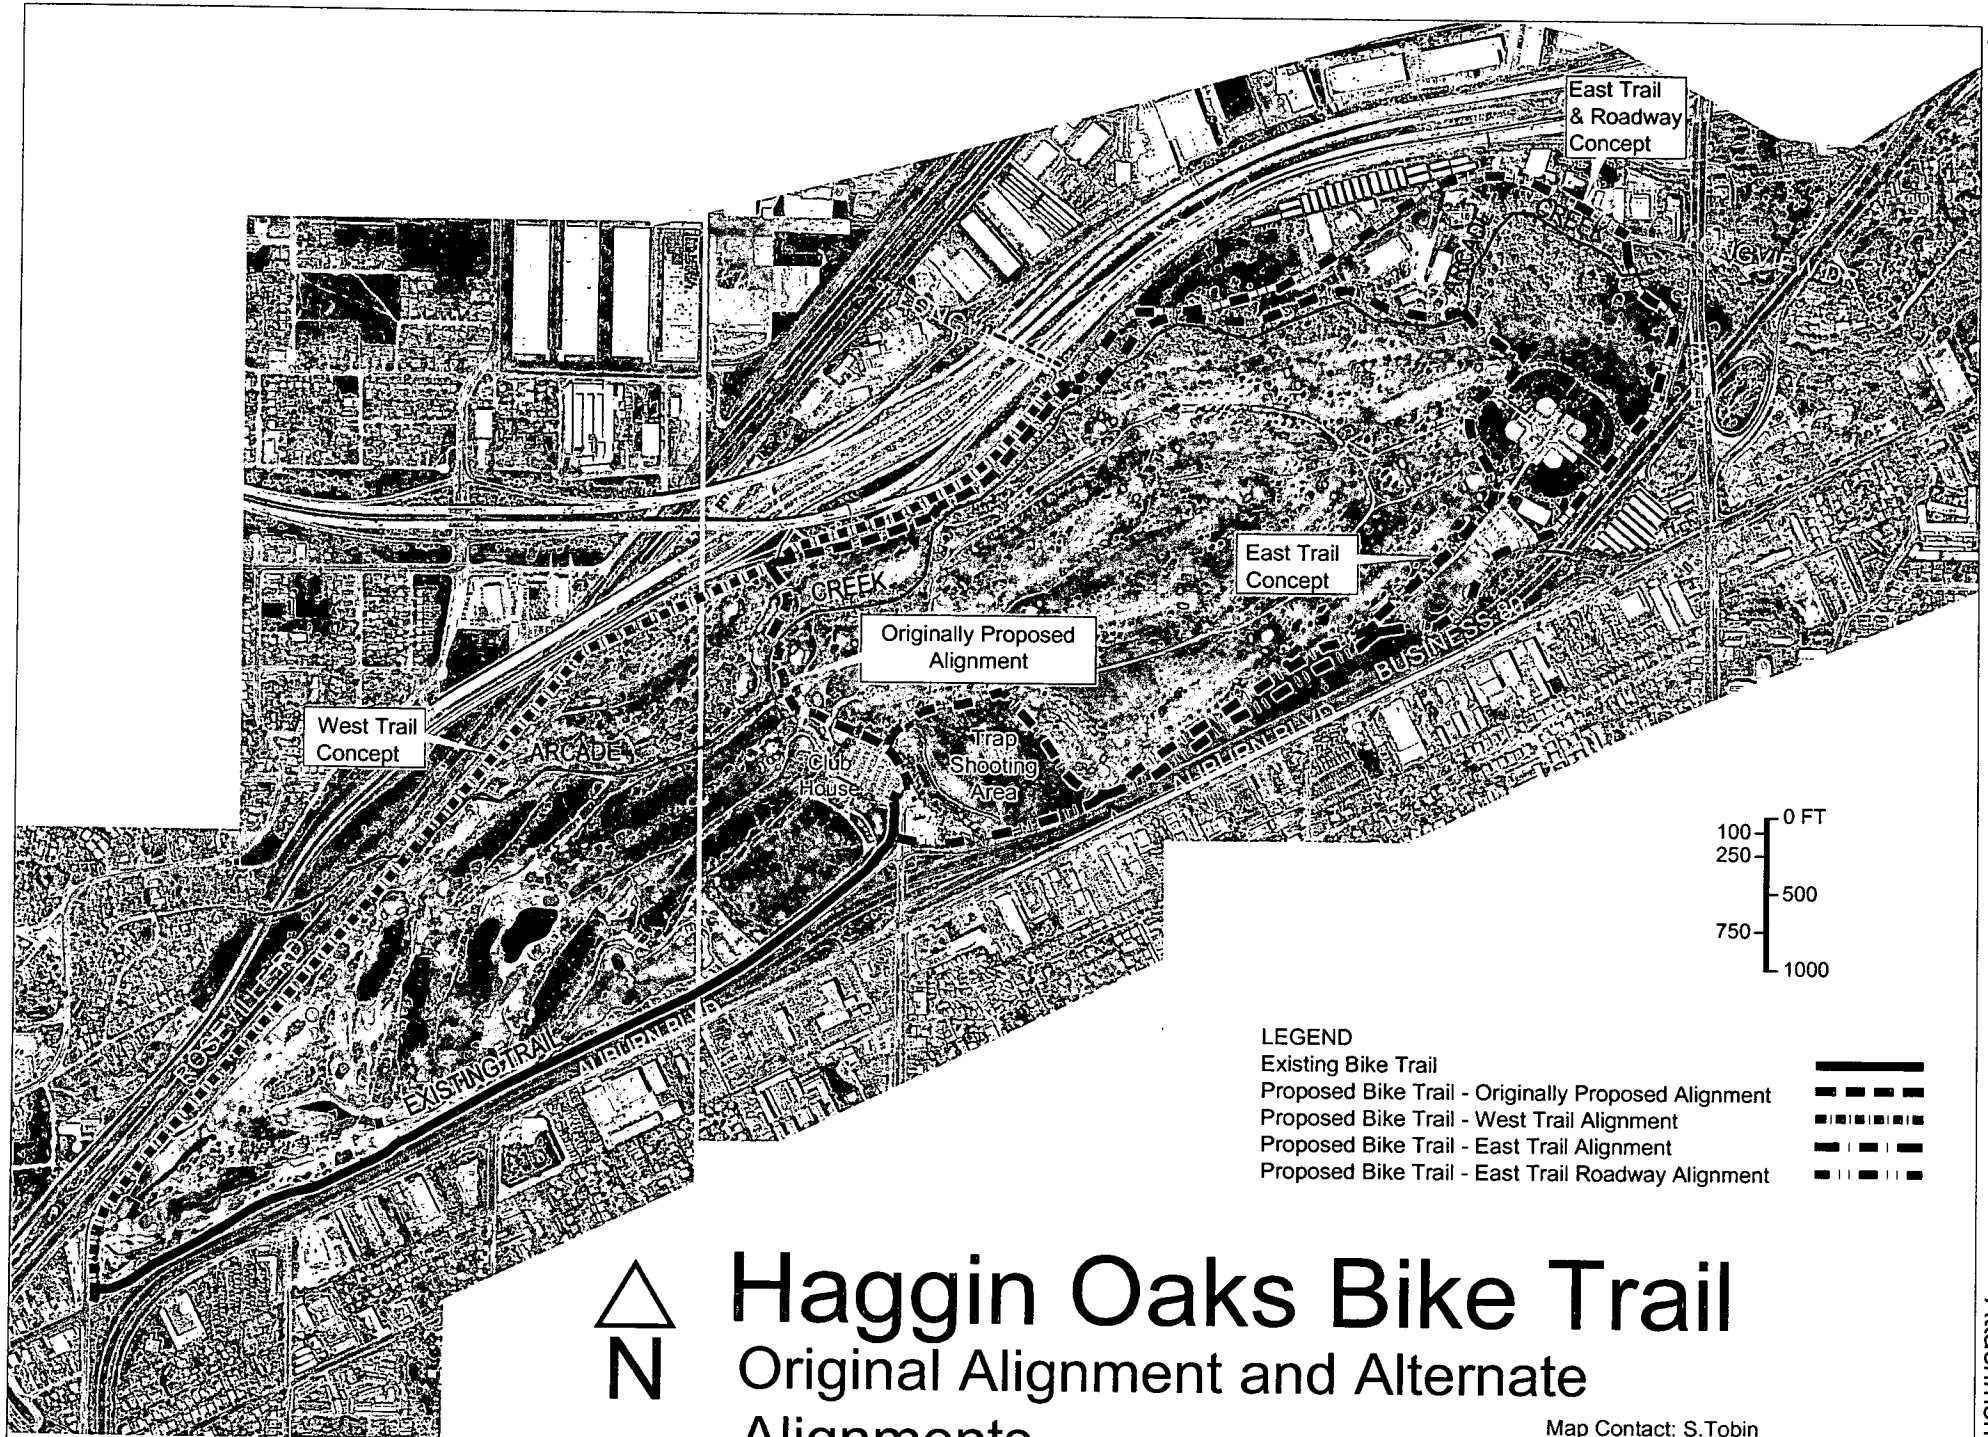 East Trail
& Roadway
Concept
CREEK
ARCADE
East Trail
Concept
CREEK
Originally Proposed
Alignment
BUSINESS 80
West Trail
Concept
ARCADE
Club
House
Trap
Shooting
Area
AUBURN BLVD
0 FT
100
250
500
750
1000
ROSEVILLE RD
EXISTING TRAIL
AUBURN BLVD
LEGEND
Existing Bike Trail
Proposed Bike Trail - Originally Proposed Alignment
Proposed Bike Trail - West Trail Alignment
Proposed Bike Trail - East Trail Alignment
Proposed Bike Trail - East Trail Roadway Alignment
N
Haggin Oaks Bike Trail
Original Alignment and Alternate
Alignments
Map Contact: S.Tobin